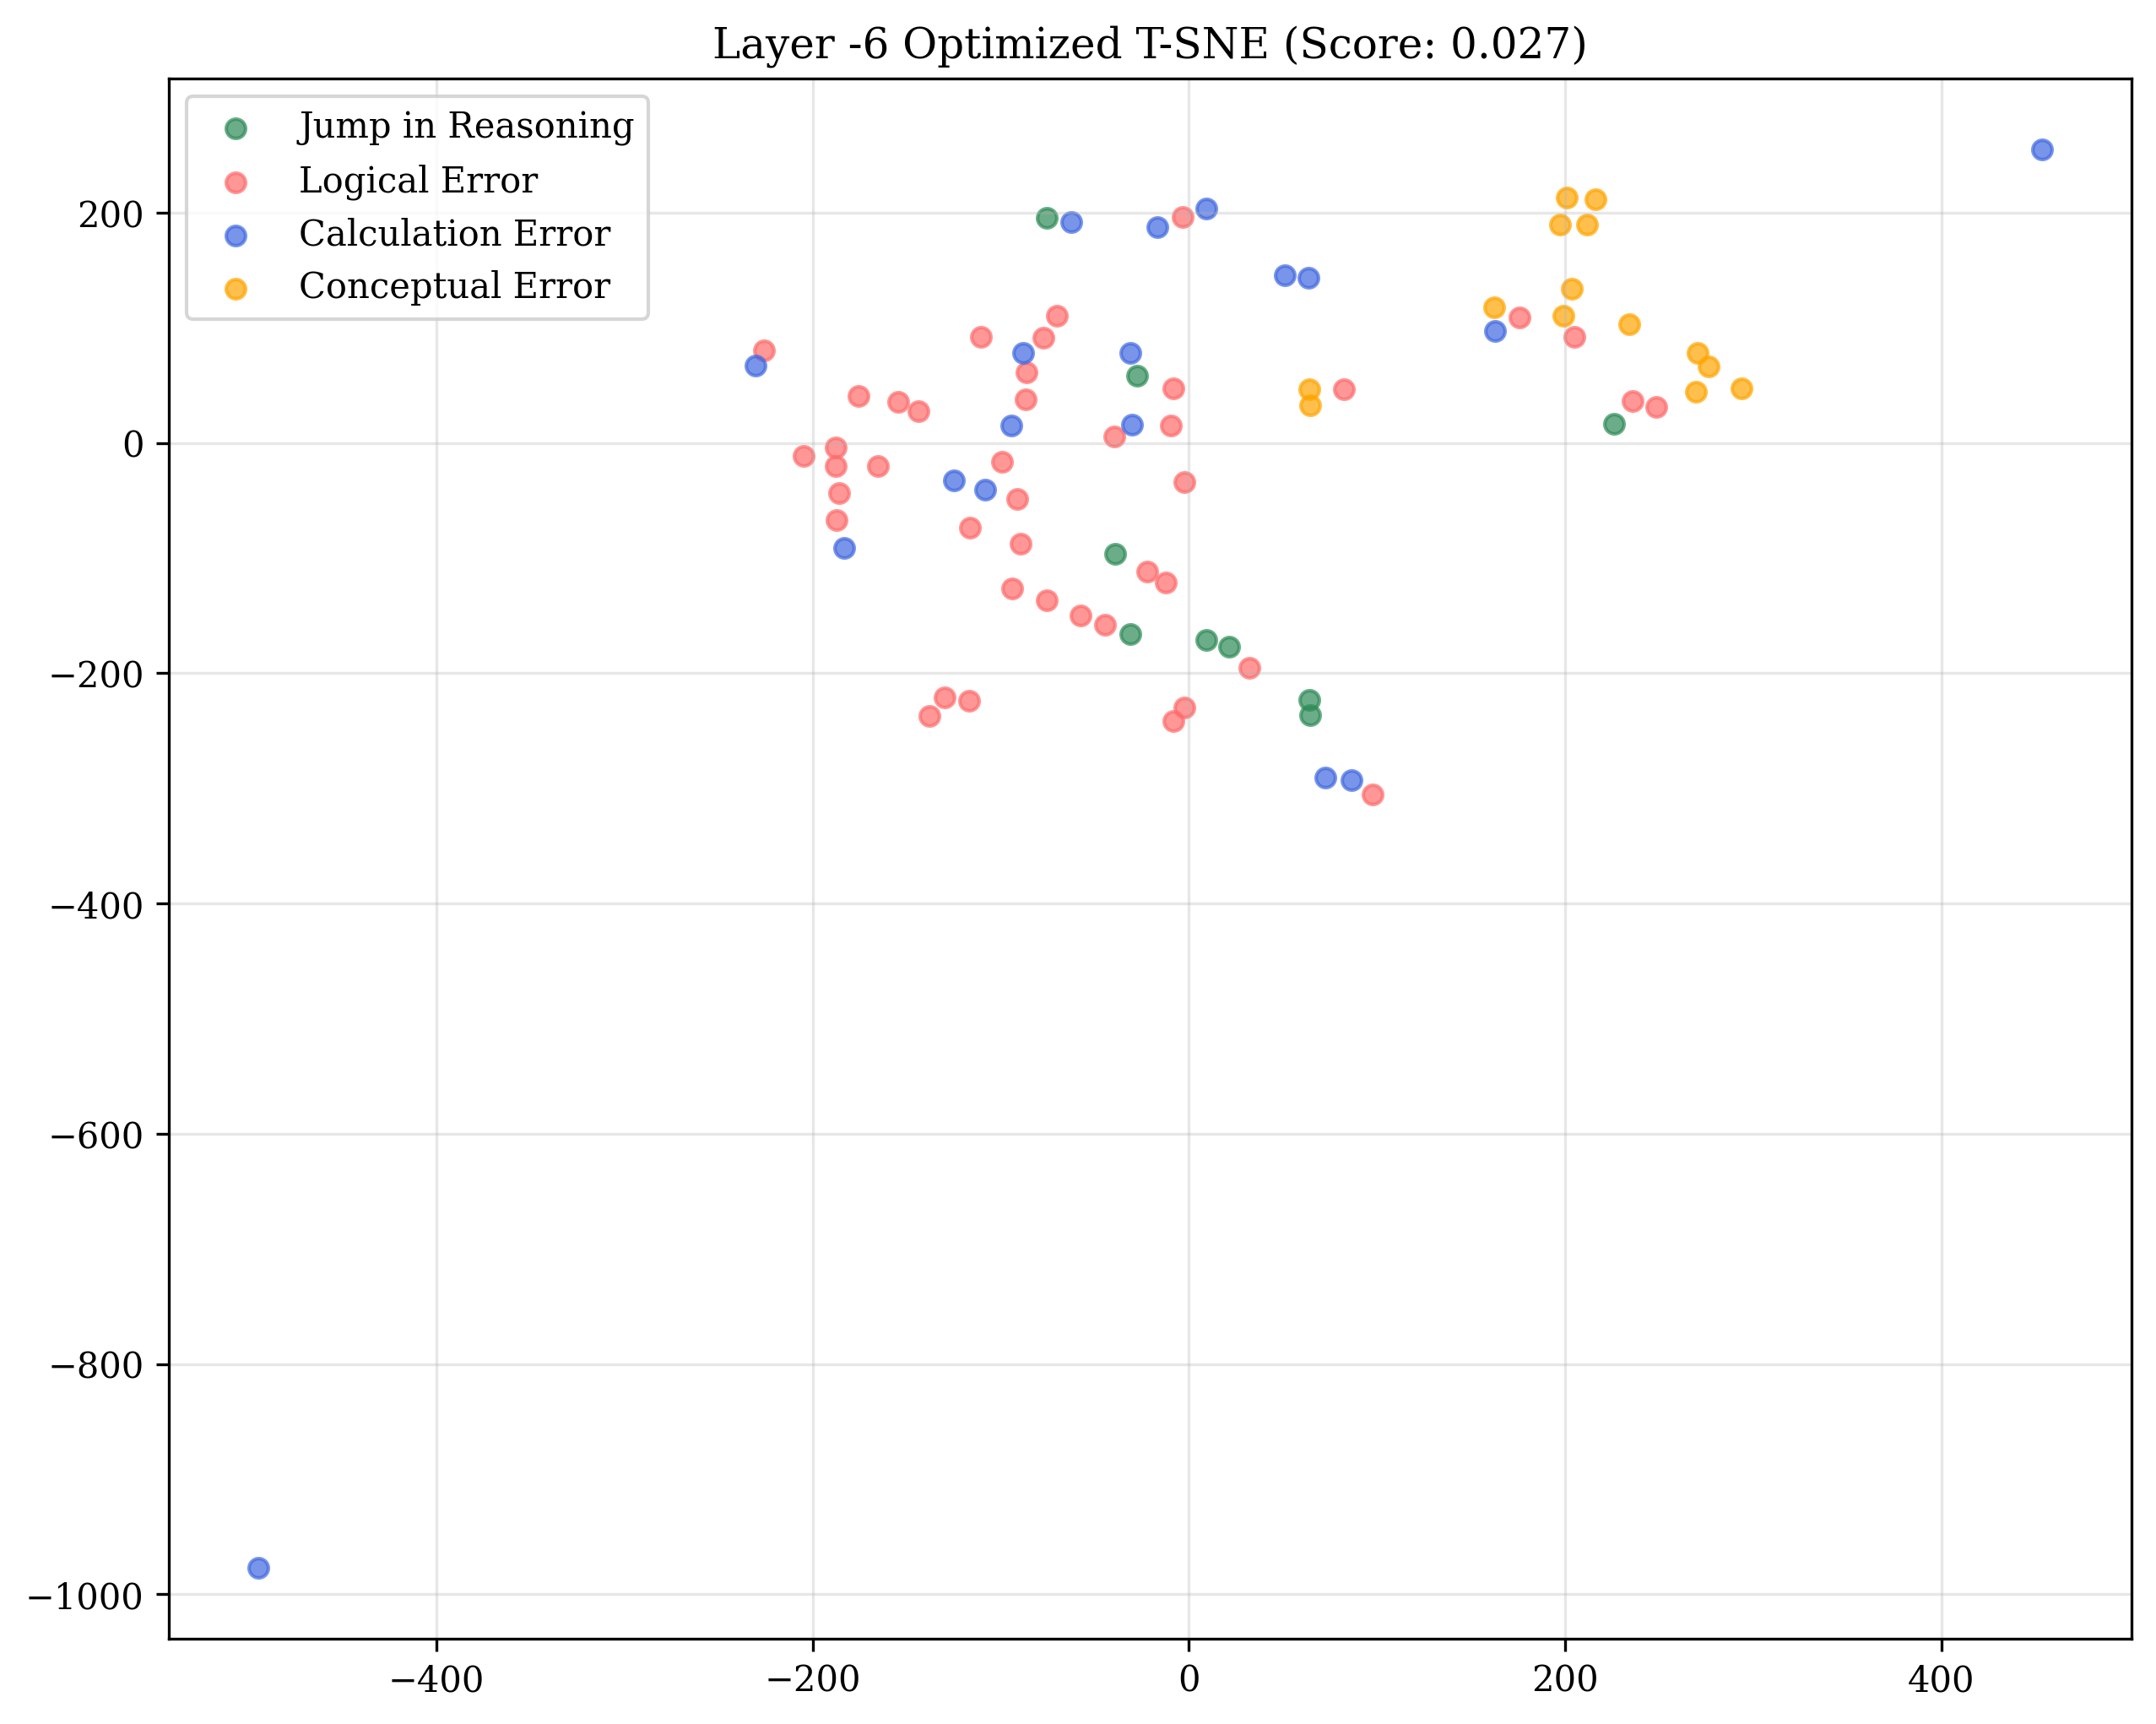 Layer -6 Optimized T-SNE (Score: 0.027)
Jump in Reasoning
Logical Error
Calculation Error
Conceptual Error
200
0
−200
−400
−600
−800
−1000
−400
−200
0
200
400